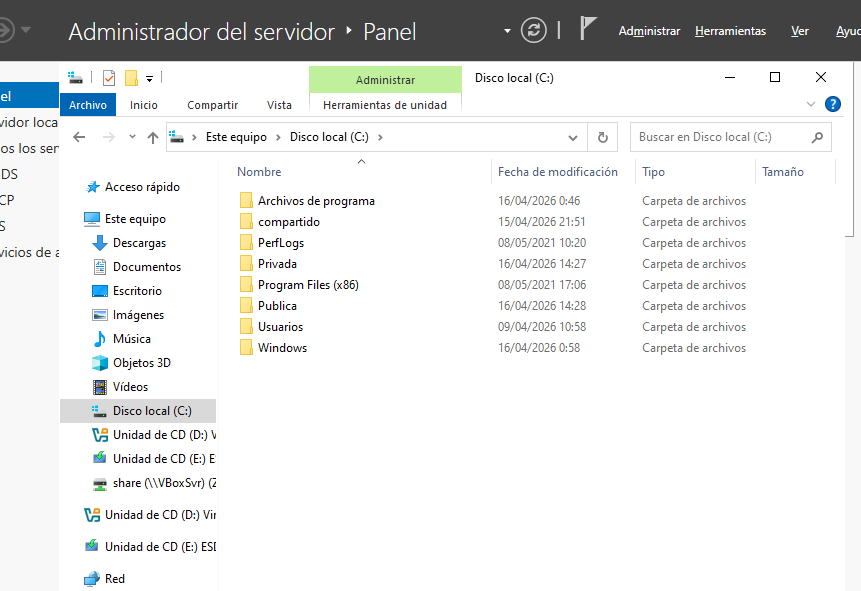 Administrador del servidor Panel
Administrar Herramientas Ver Ayud
Administrar Disco local (C:)
Archivo Inicio Compartir Vista Herramientas de unidad
Este equipo Disco local (C:)
Buscar en Disco local (C:)
el
vidor loca
os los ser
DS
CP
S
vicios de a
Acceso rápido
Este equipo
Descargas
Documentos
Escritorio
Imágenes
Música
Objetos 3D
Vídeos
Disco local (C:)
Unidad de CD (D:) V
Unidad de CD (E:) E
share (\\VBoxSvr) (Z
Unidad de CD (D:) Vir
Unidad de CD (E:) ESD
Red
Nombre Fecha de modificación Tipo Tamaño
Archivos de programa 16/04/2026 0:46 Carpeta de archivos
compartido 15/04/2026 21:51 Carpeta de archivos
PerfLogs 08/05/2021 10:20 Carpeta de archivos
Privada 16/04/2026 14:27 Carpeta de archivos
Program Files (x86) 08/05/2021 17:06 Carpeta de archivos
Publica 16/04/2026 14:28 Carpeta de archivos
Usuarios 09/04/2026 10:58 Carpeta de archivos
Windows 16/04/2026 0:58 Carpeta de archivos